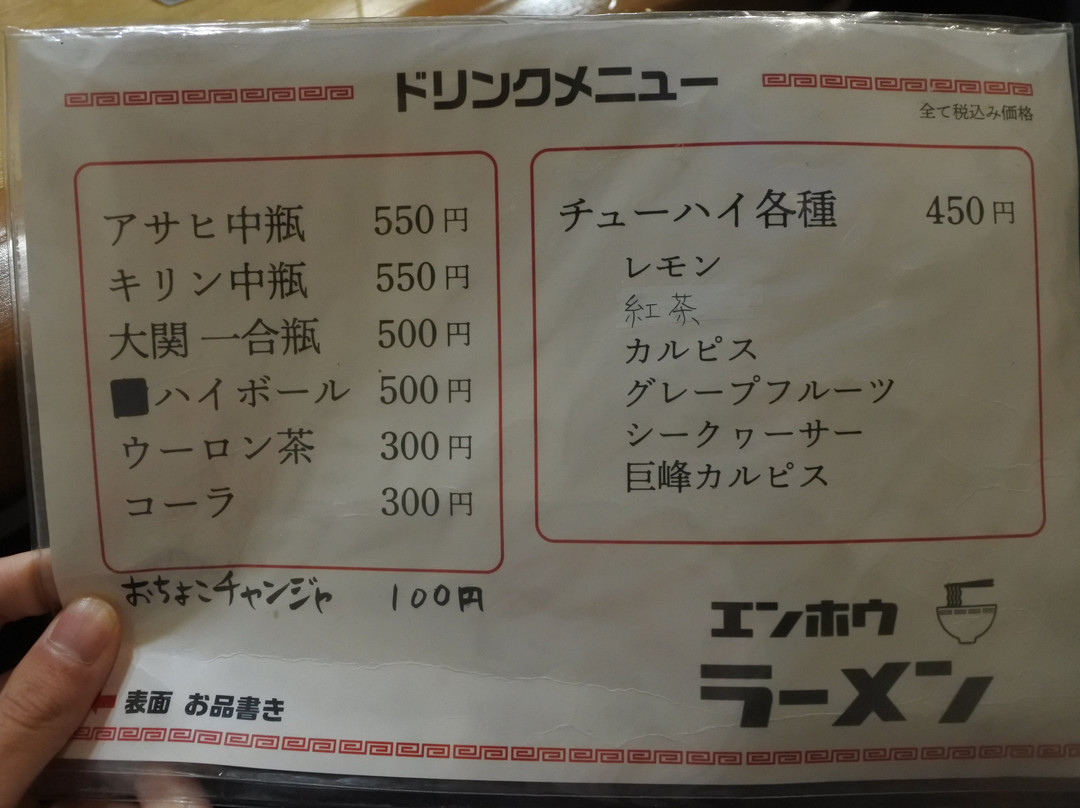 ドリンクメニュー
全て税込み価格
アサヒ中瓶 550円
キリン中瓶 550円
大関 一合瓶 500円
ハイボール 500円
ウーロン茶 300円
コーラ 300円
おちょこチャンジャ 100円
チューハイ各種 450円
レモン
紅茶
カルピス
グレープフルーツ
シークヮーサー
巨峰カルピス
エンホウ
ラーメン
表面 お品書き